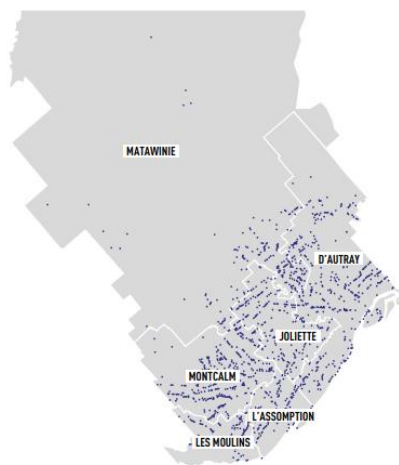 MATAWINIE
D'AUTRAY
JOLIETTE
MONTCALM
L'ASSOMPTION
LES MOULINS